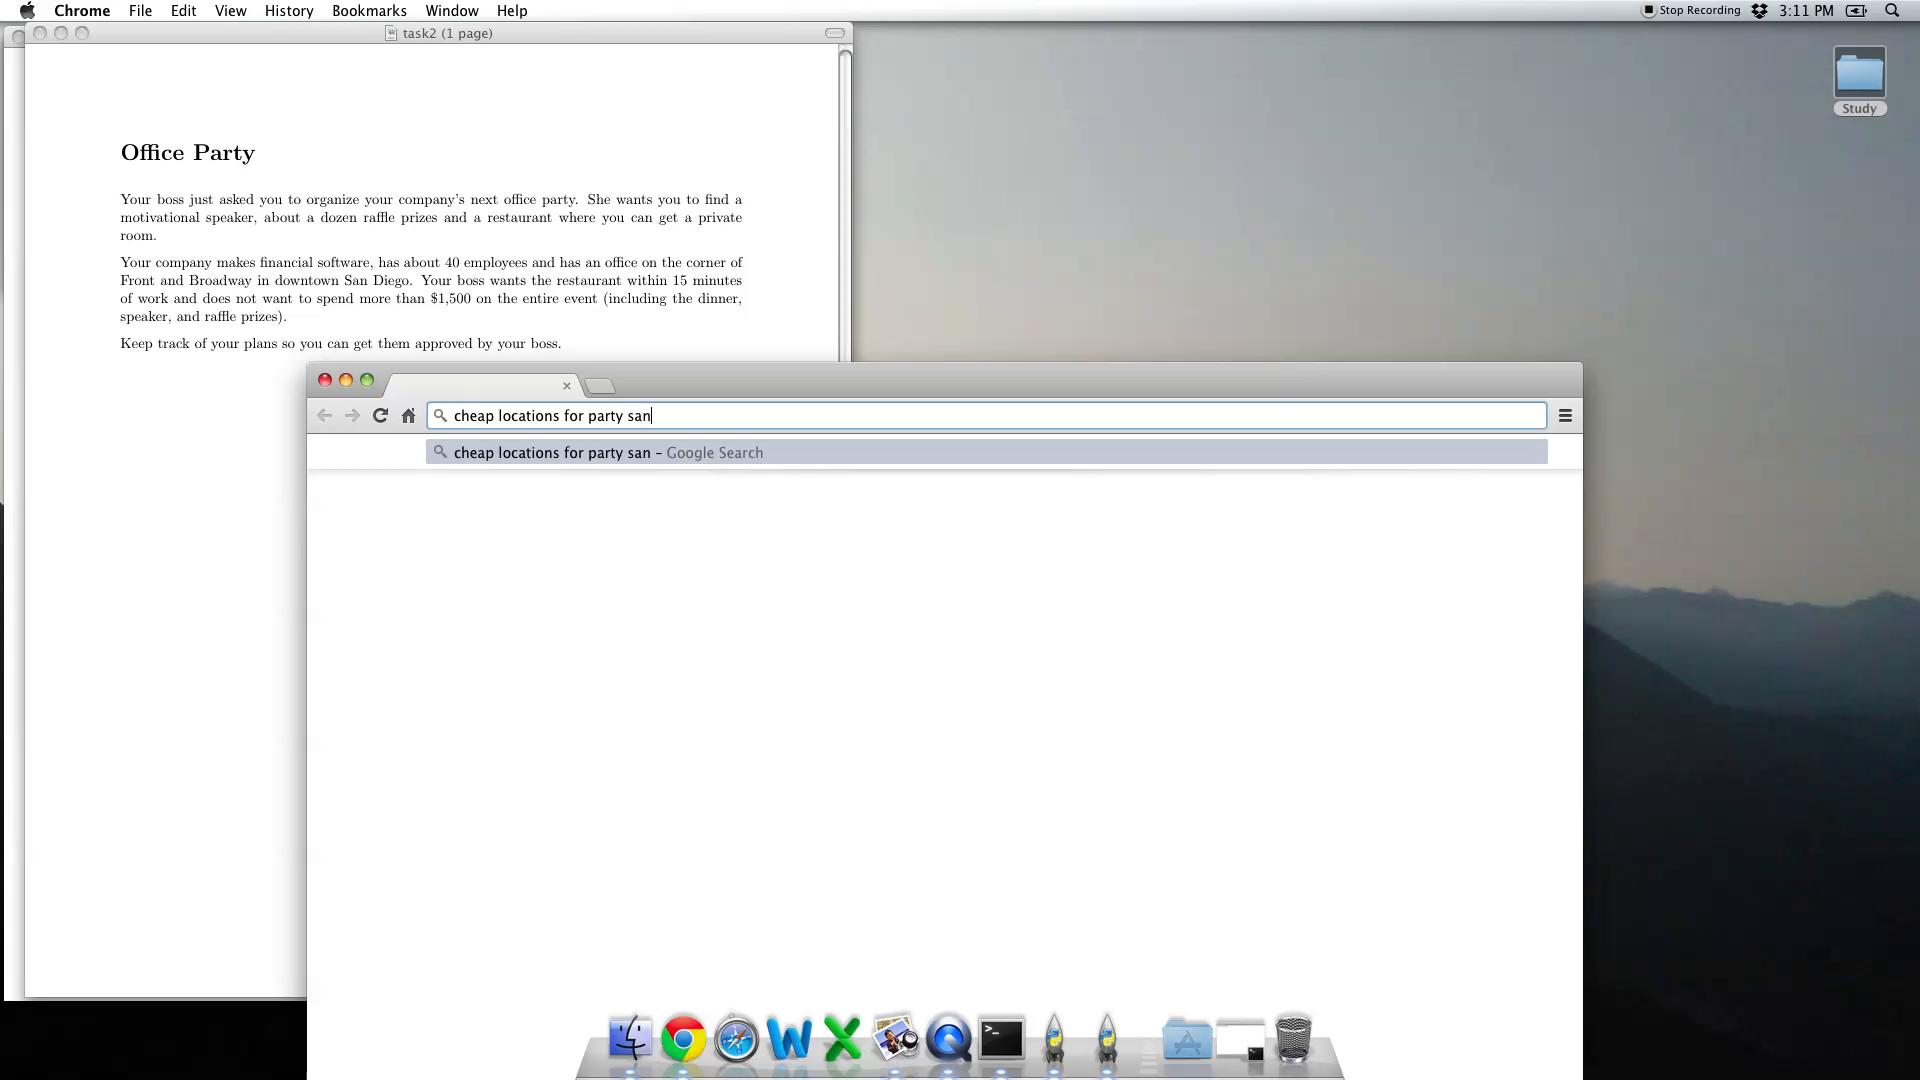 Chrome File Edit View History Bookmarks Window Help Stop Recording 3:11 PM
task2 (1 page)
Study
Office Party
Your boss just asked you to organize your company's next office party. She wants you to find a
motivational speaker, about a dozen raffle prizes and a restaurant where you can get a private
room.
Your company makes financial software, has about 40 employees and has an office on the corner of
Front and Broadway in downtown San Diego. Your boss wants the restaurant within 15 minutes
of work and does not want to spend more than $1,500 on the entire event (including the dinner,
speaker, and raffle prizes).
Keep track of your plans so you can get them approved by your boss.
cheap locations for party san
cheap locations for party san – Google Search